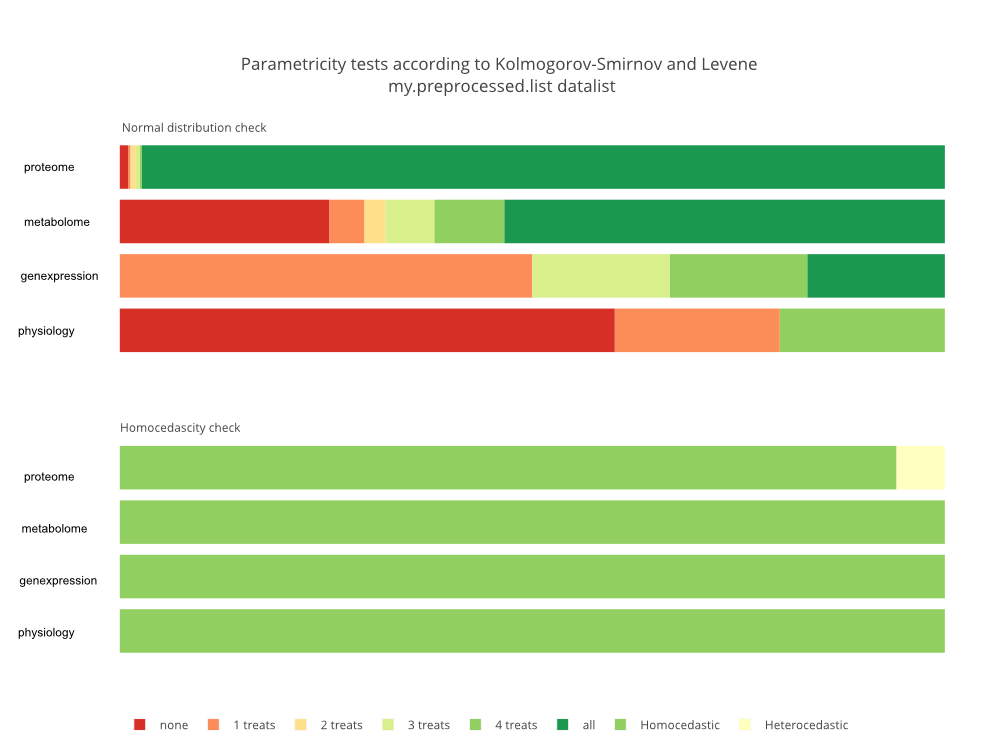 Parametricity tests according to Kolmogorov-Smirnov and Levene
my.preprocessed.list datalist
Normal distribution check
proteome
metabolome
genexpression
physiology
Homocedascity check
proteome
metabolome
genexpression
physiology
none 1 treats 2 treats 3 treats 4 treats all Homocedastic Heterocedastic